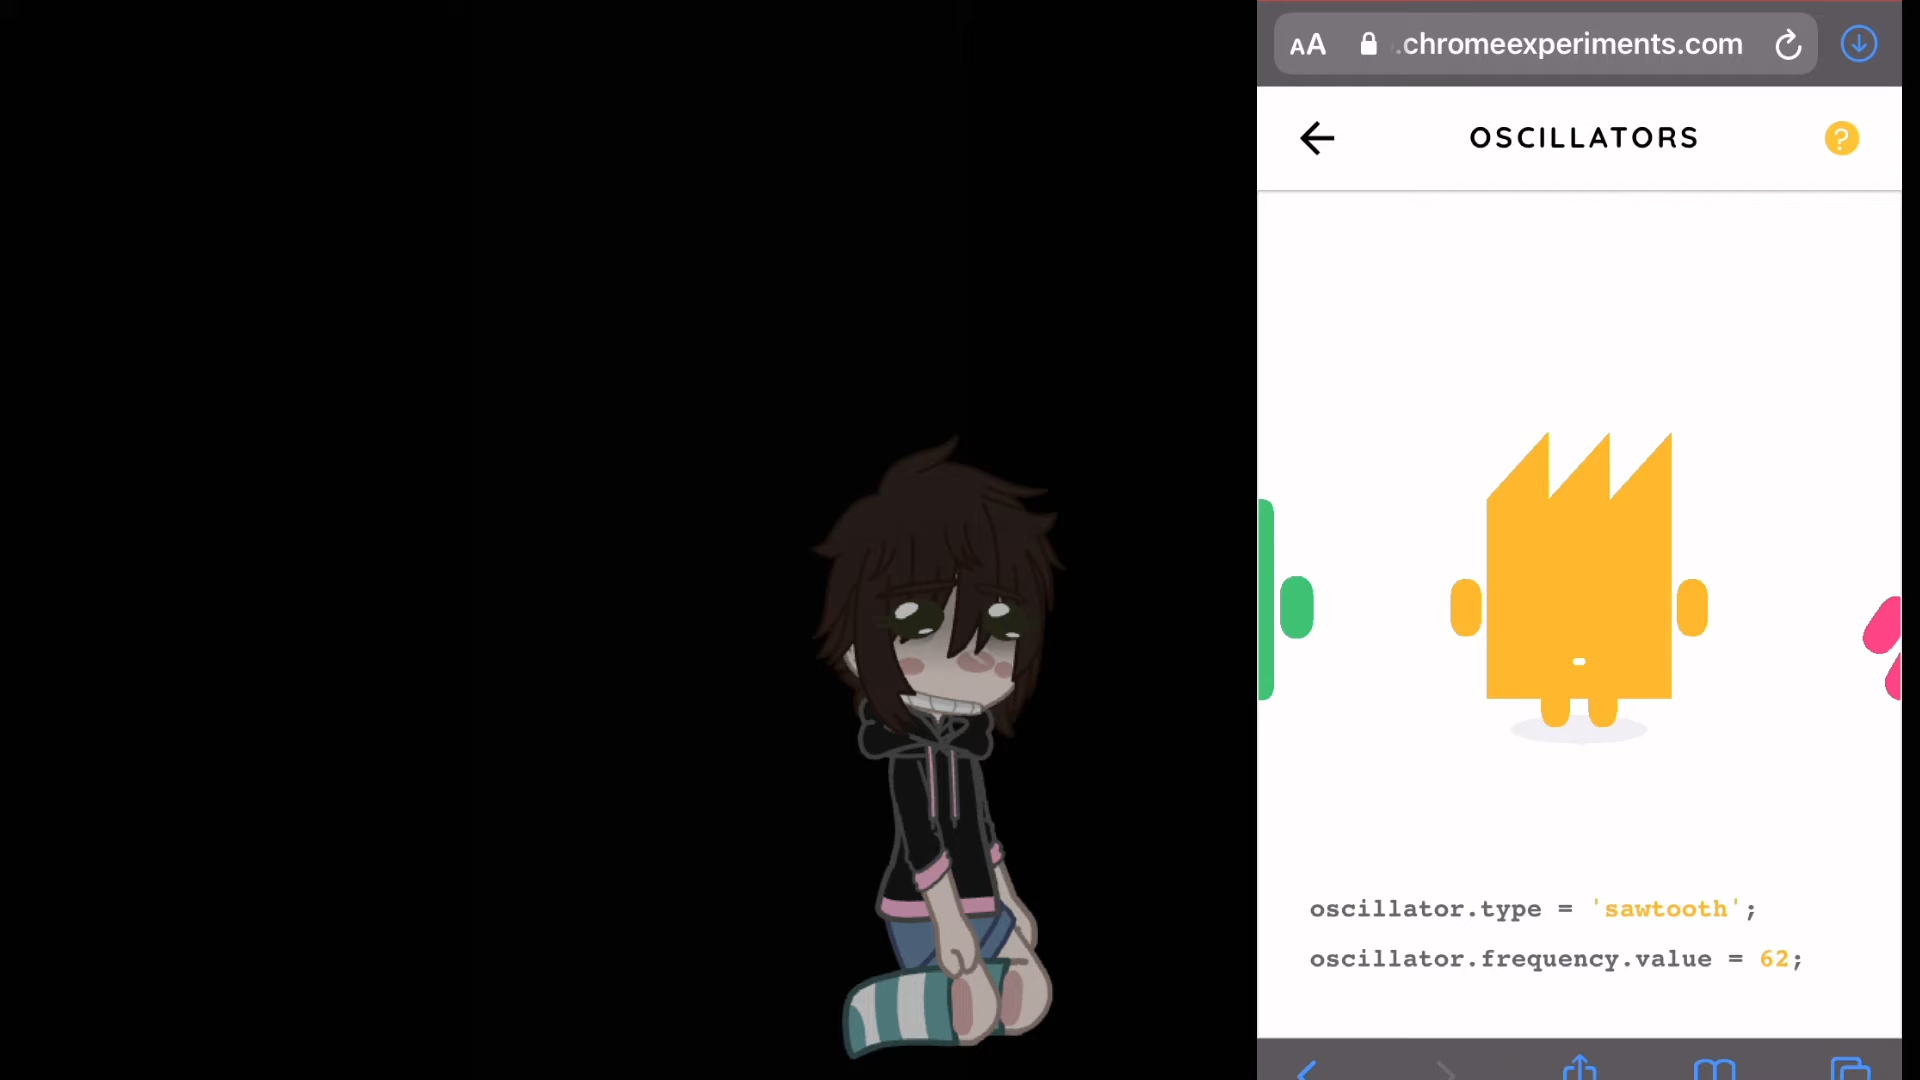 AA .chromeexperiments.com
OSCILLATORS
?
oscillator.type = 'sawtooth';
oscillator.frequency.value = 62;